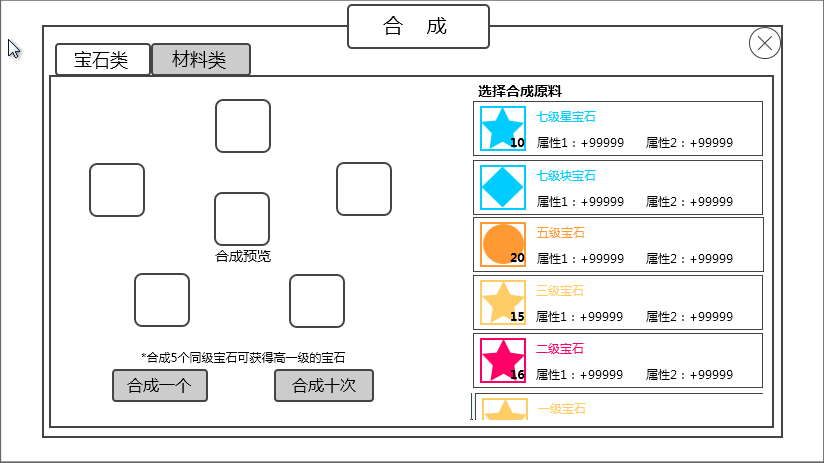 合 成
宝石类
材料类
选择合成原料
七级星宝石
10
属性1：+99999 属性2：+99999
七级块宝石
属性1：+99999 属性2：+99999
五级宝石
20
属性1：+99999 属性2：+99999
三级宝石
15
属性1：+99999 属性2：+99999
二级宝石
16
属性1：+99999 属性2：+99999
一级宝石
合成预览
*合成5个同级宝石可获得高一级的宝石
合成一个
合成十次